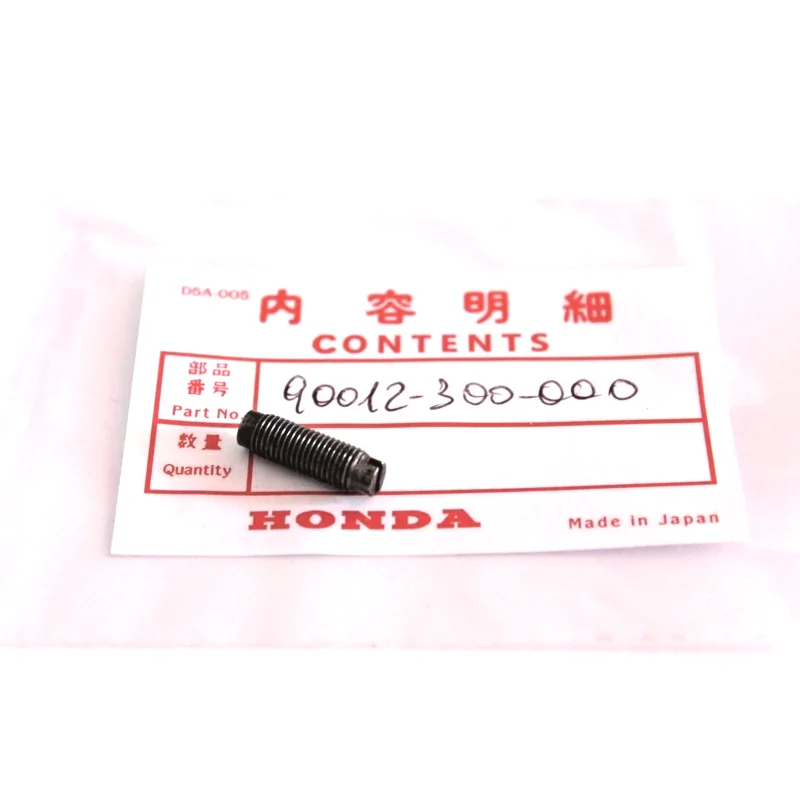 D5A-005
内容明細
CONTENTS
部品
番号
Part No.
90012-300-000
数量
Quantity
HONDA
Made in Japan